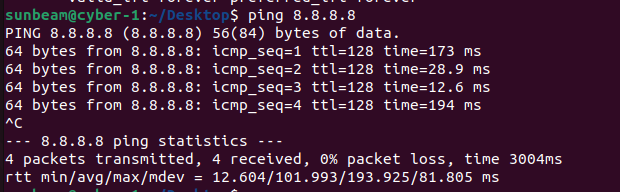 sunbeam@cyber-1:~/Desktop$ ping 8.8.8.8
PING 8.8.8.8 (8.8.8.8) 56(84) bytes of data.
64 bytes from 8.8.8.8: icmp_seq=1 ttl=128 time=173 ms
64 bytes from 8.8.8.8: icmp_seq=2 ttl=128 time=28.9 ms
64 bytes from 8.8.8.8: icmp_seq=3 ttl=128 time=12.6 ms
64 bytes from 8.8.8.8: icmp_seq=4 ttl=128 time=194 ms
^C
--- 8.8.8.8 ping statistics ---
4 packets transmitted, 4 received, 0% packet loss, time 3004ms
rtt min/avg/max/mdev = 12.604/101.993/193.925/81.805 ms